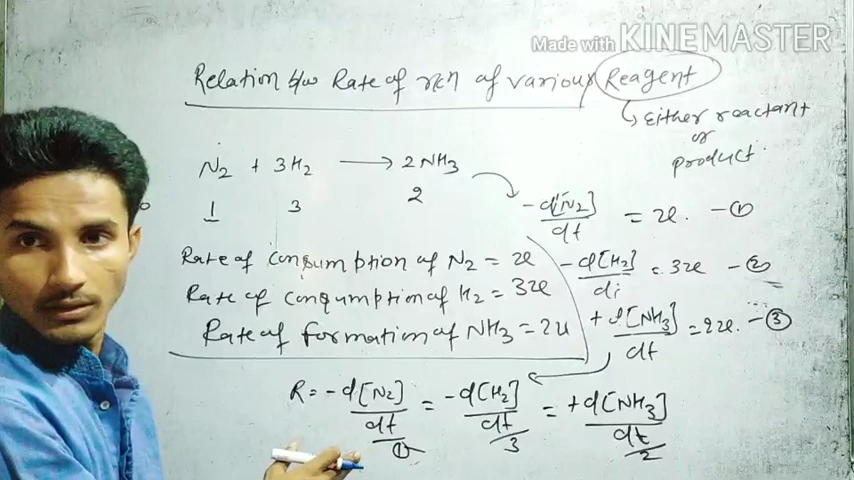 Made with KINEMASTER
Relation b/w Rate of rxn of various Reagent
↳ Either reactant
or
product.
N2 + 3H2 → 2NH3
1 3 2
-d[N2]/dt = x. -①
Rate of consumption of N2 = x
-d[H2]/dt = 3x -②
Rate of conqumption of H2 = 3x
+d[NH3]/dt = 2x. -③
Rate of formation of NH3 = 2x
R = -d[N2]/dt/① = -d[H2]/dt/3 = +d[NH3]/dt/2